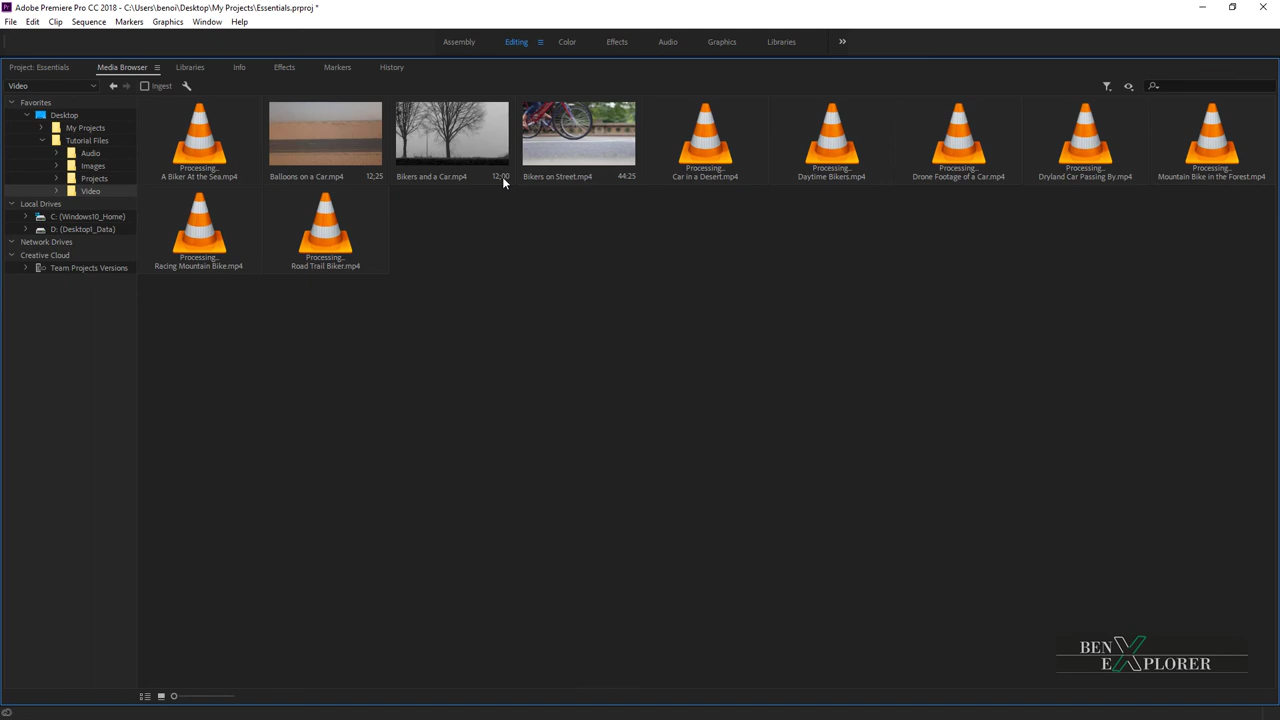 Adobe Premiere Pro CC 2018 - C:\Users\benoi\Desktop\My Projects\Essentials.prproj *
File Edit Clip Sequence Markers Graphics Window Help
Assembly Editing Color Effects Audio Graphics Libraries
Project: Essentials Media Browser Libraries Info Effects Markers History
Video Ingest
Favorites
Desktop
My Projects
Tutorial Files
Audio
Images
Projects
Video
Local Drives
C: (Windows10_Home)
D: (Desktop1_Data)
Network Drives
Creative Cloud
Team Projects Versions
Processing..
A Biker At the Sea.mp4
Balloons on a Car.mp4 12;25
Bikers and a Car.mp4 12:00
Bikers on Street.mp4 44:25
Processing..
Car in a Desert.mp4
Processing..
Daytime Bikers.mp4
Processing..
Drone Footage of a Car.mp4
Processing..
Dryland Car Passing By.mp4
Processing..
Mountain Bike in the Forest.mp4
Processing..
Racing Mountain Bike.mp4
Processing..
Road Trail Biker.mp4
BEN
EXPLORER